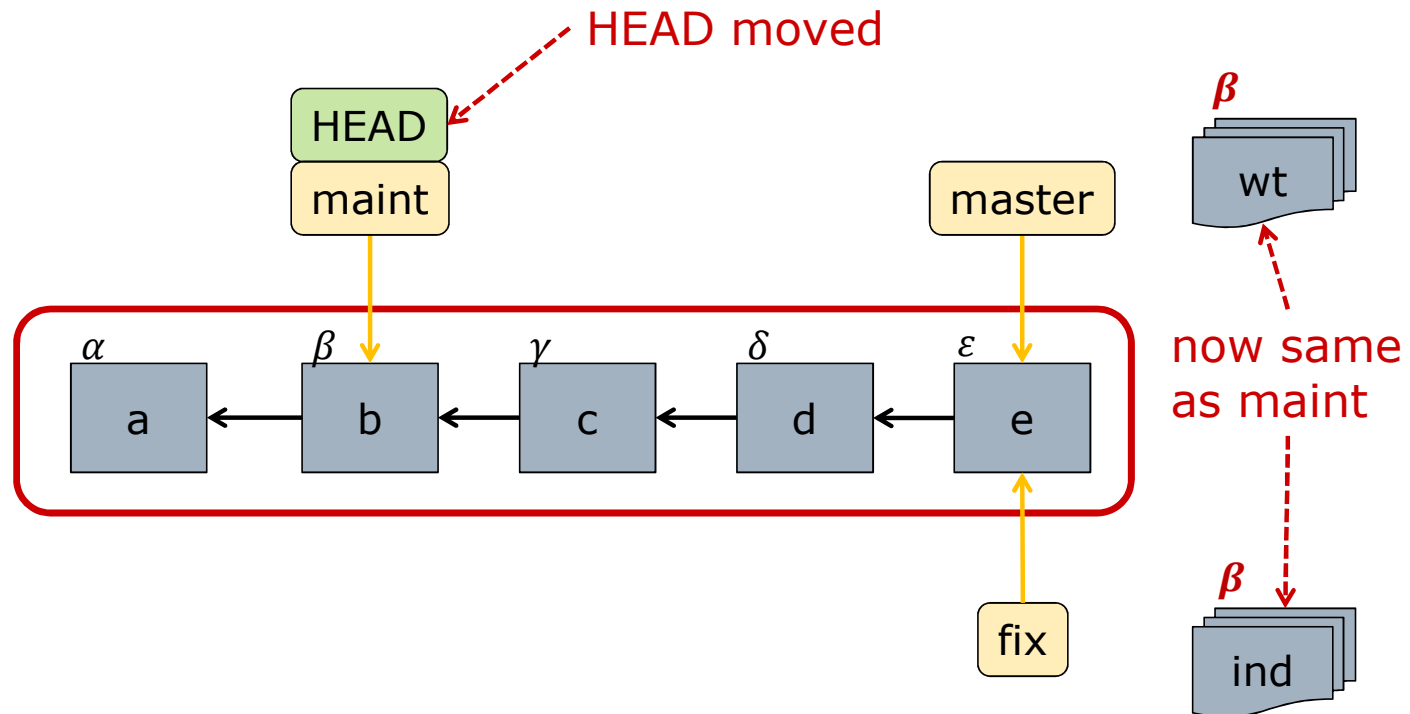 HEAD moved
β
HEAD
maint
master
wt
α
β
γ
δ
ε
now same
as maint
a
b
c
d
e
β
fix
ind